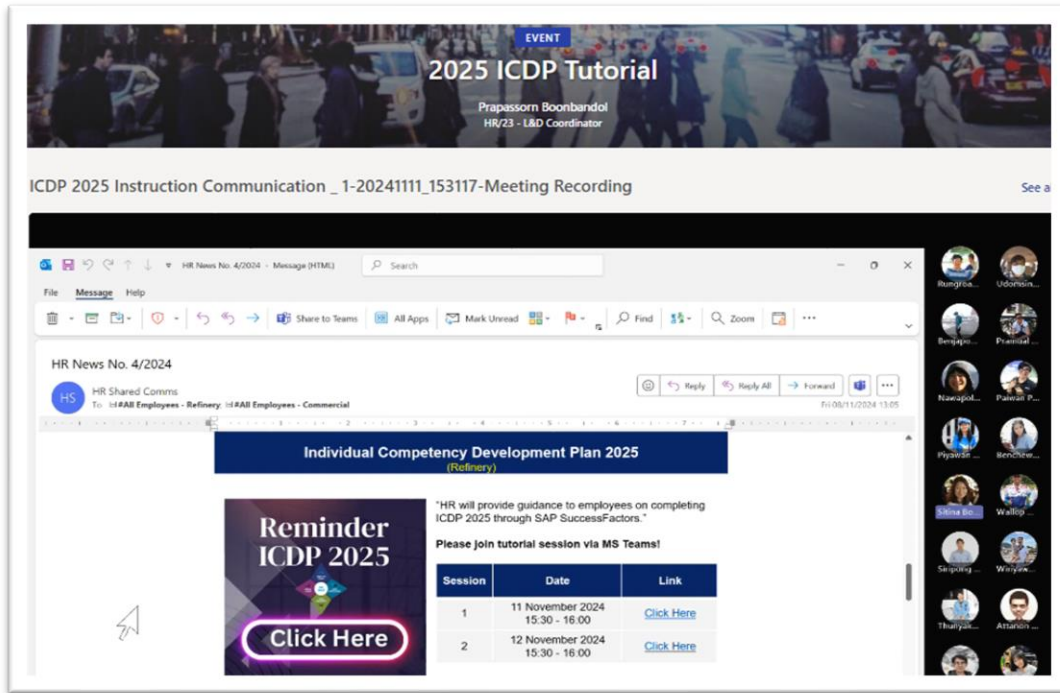 EVENT
2025 ICDP Tutorial
Prapassorn Boonbandol
HR/23 - L&D Coordinator
ICDP 2025 Instruction Communication _ 1-20241111_153117-Meeting Recording
See a
HR News No. 4/2024 - Message (HTML)
Search
File Message Help
Share to Teams
All Apps
Mark Unread
Find
Zoom
HR News No. 4/2024
HS
HR Shared Comms
To #All Employees - Refinery; #All Employees - Commercial
Reply
Reply All
Forward
Fri 08/11/2024 13:05
Individual Competency Development Plan 2025
(Refinery)
Reminder
ICDP 2025
Click Here
"HR will provide guidance to employees on completing
ICDP 2025 through SAP SuccessFactors."
Please join tutorial session via MS Teams!
Session Date Link
1 11 November 2024 15:30 - 16:00 Click Here
2 12 November 2024 15:30 - 16:00 Click Here
Rungroa... Udomsin...
Benjapo...
Nawapol... Paiwan P...
Piyawan ... Benchew...
Sitina Bo... Wallop ...
Siripong ...
Thunyak... Attanon ...